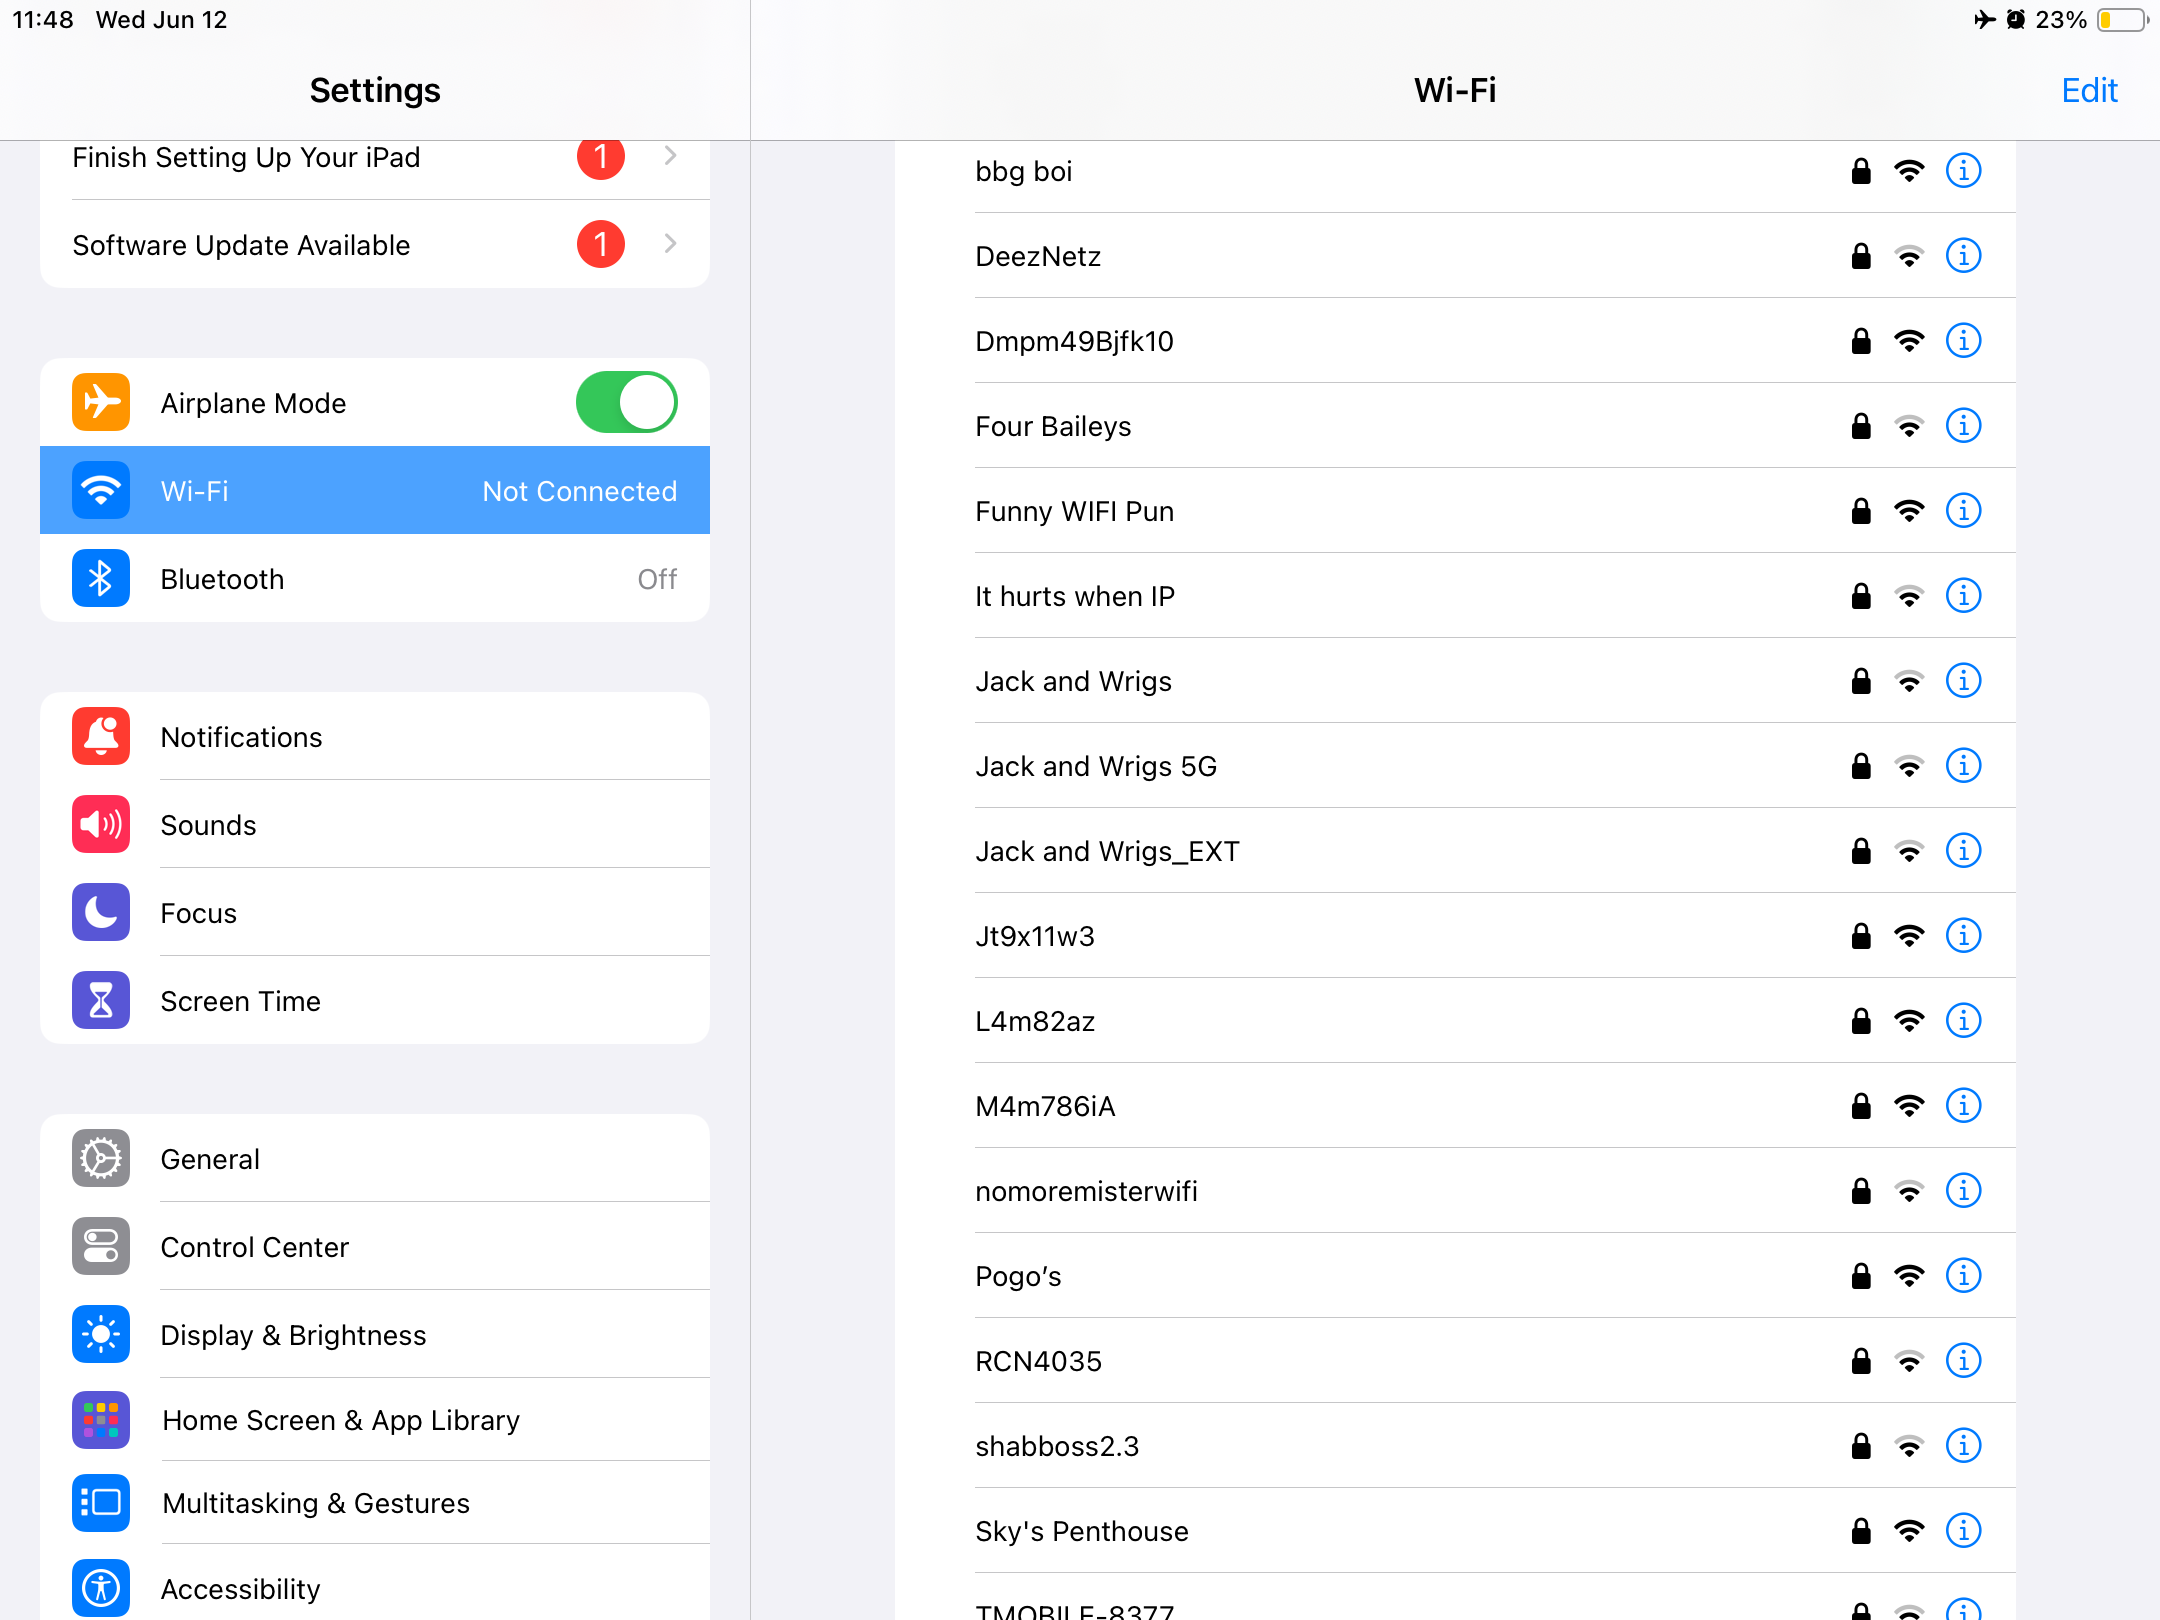 11:48 Wed Jun 12
23%
Settings
Finish Setting Up Your iPad 1
Software Update Available 1
Airplane Mode
Wi-Fi Not Connected
Bluetooth Off
Notifications
Sounds
Focus
Screen Time
General
Control Center
Display & Brightness
Home Screen & App Library
Multitasking & Gestures
Accessibility
Wi-Fi
Edit
bbg boi
DeezNetz
Dmpm49Bjfk10
Four Baileys
Funny WIFI Pun
It hurts when IP
Jack and Wrigs
Jack and Wrigs 5G
Jack and Wrigs_EXT
Jt9x11w3
L4m82az
M4m786iA
nomoremisterwifi
Pogo’s
RCN4035
shabboss2.3
Sky's Penthouse
TMOBILE-8377